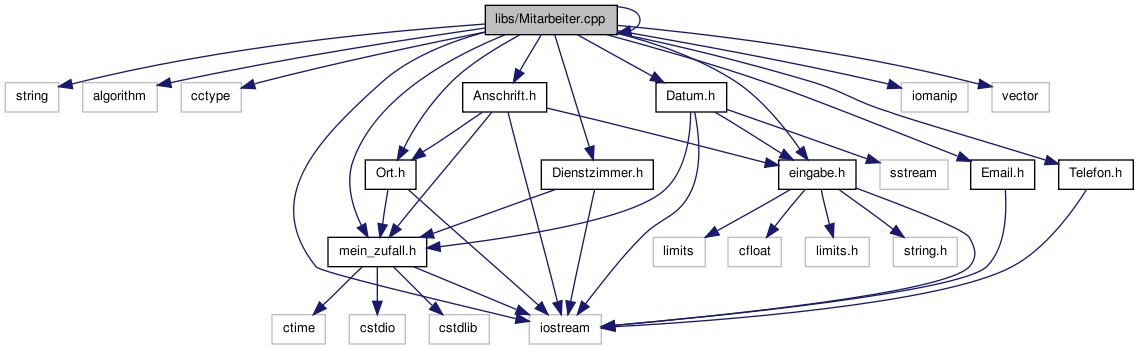 libs/Mitarbeiter.cpp
string
algorithm
cctype
Anschrift.h
Datum.h
iomanip
vector
Ort.h
Dienstzimmer.h
eingabe.h
sstream
Email.h
Telefon.h
mein_zufall.h
limits
cfloat
limits.h
string.h
ctime
cstdio
cstdlib
iostream